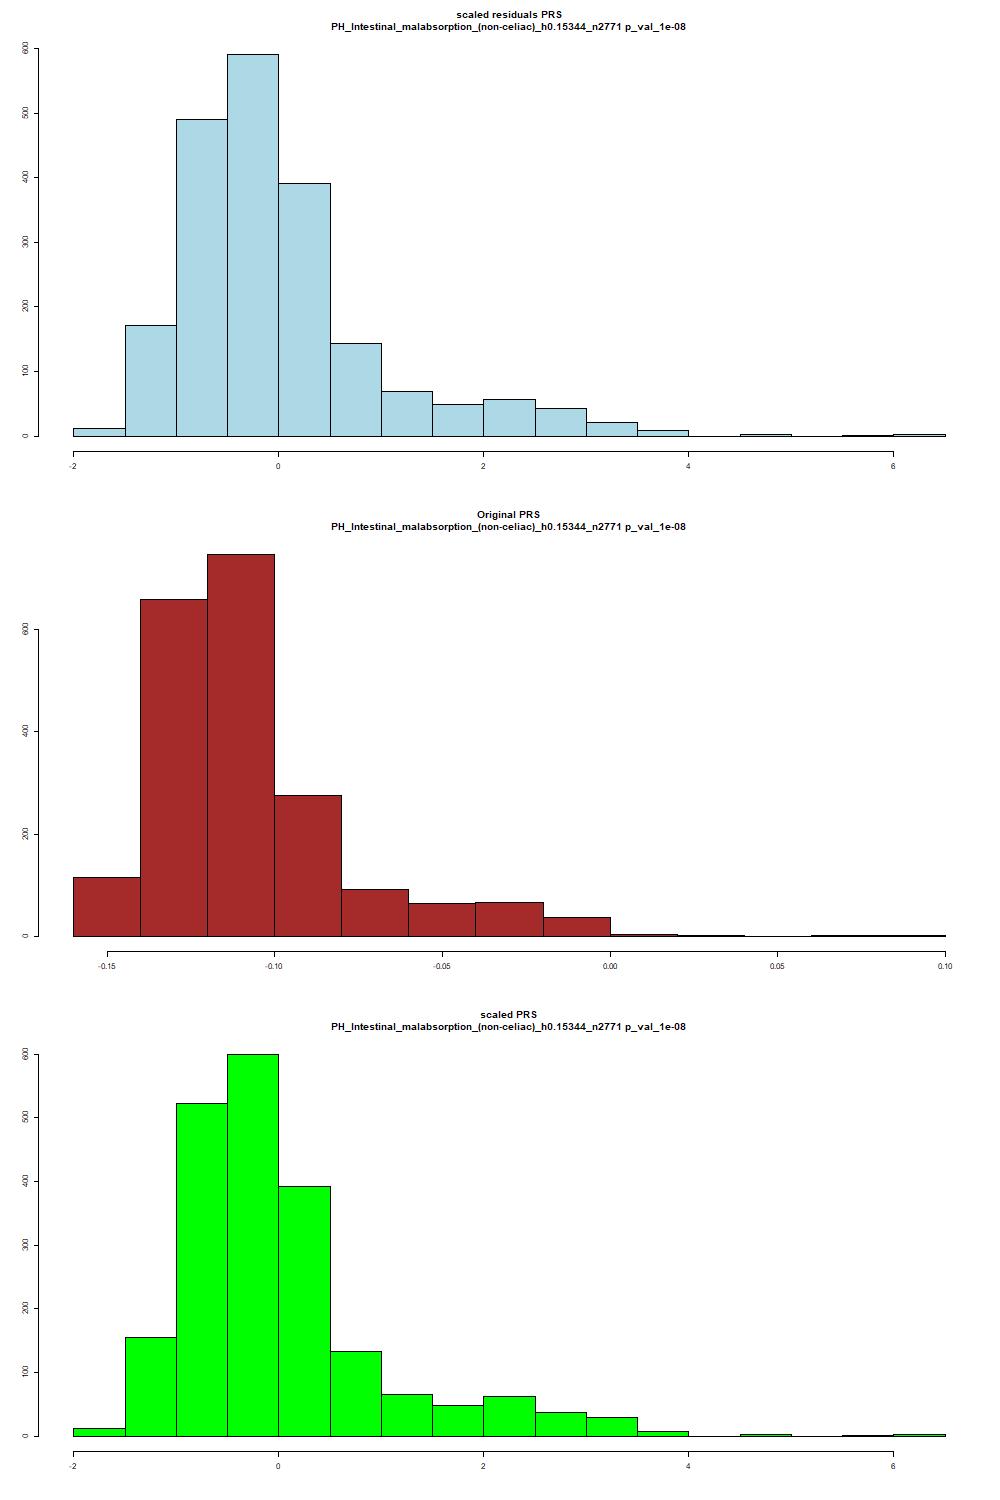 scaled residuals PRS
PH_Intestinal_malabsorption_(non-celiac)_h0.15344_n2771 p_val_1e-08
600
500
400
300
200
100
0
-2 0 2 4 6
Original PRS
PH_Intestinal_malabsorption_(non-celiac)_h0.15344_n2771 p_val_1e-08
600
400
200
0
-0.15 -0.10 -0.05 0.00 0.05 0.10
scaled PRS
PH_Intestinal_malabsorption_(non-celiac)_h0.15344_n2771 p_val_1e-08
600
500
400
300
200
100
0
-2 0 2 4 6